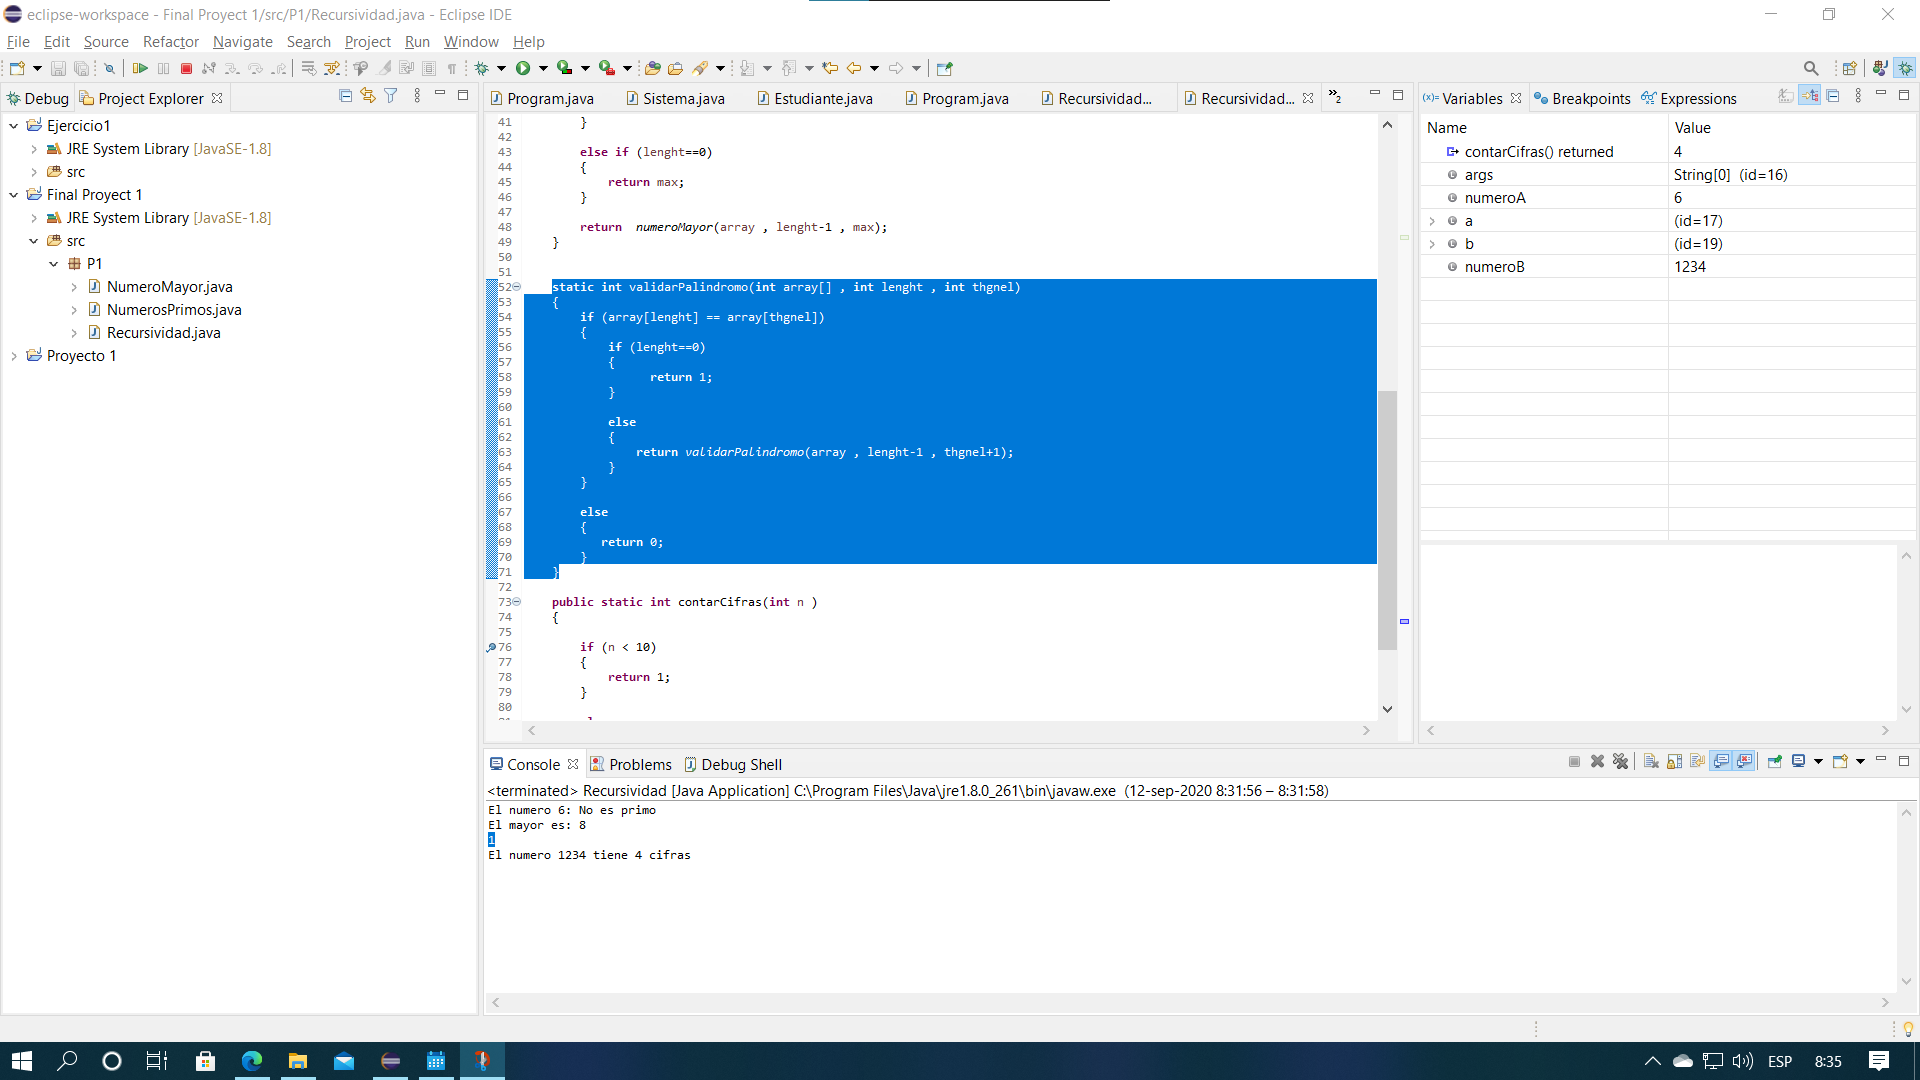 eclipse-workspace - Final Proyect 1/src/P1/Recursividad.java - Eclipse IDE
File Edit Source Refactor Navigate Search Project Run Window Help
Debug Project Explorer
Ejercicio1
JRE System Library [JavaSE-1.8]
src
Final Proyect 1
JRE System Library [JavaSE-1.8]
src
P1
NumeroMayor.java
NumerosPrimos.java
Recursividad.java
Proyecto 1
Program.java Sistema.java Estudiante.java Program.java Recursividad... Recursividad... »2
41 }
42
43 else if (lenght==0)
44 {
45 return max;
46 }
47
48 return numeroMayor(array , lenght-1 , max);
49 }
50
51
52 static int validarPalindromo(int array[] , int lenght , int thgnel)
53 {
54 if (array[lenght] == array[thgnel])
55 {
56 if (lenght==0)
57 {
58 return 1;
59 }
60
61 else
62 {
63 return validarPalindromo(array , lenght-1 , thgnel+1);
64 }
65 }
66
67 else
68 {
69 return 0;
70 }
71 }
72
73 public static int contarCifras(int n )
74 {
75
76 if (n < 10)
77 {
78 return 1;
79 }
80
(x)= Variables Breakpoints Expressions
Name Value
contarCifras() returned 4
args String[0] (id=16)
numeroA 6
a (id=17)
b (id=19)
numeroB 1234
Console Problems Debug Shell
<terminated> Recursividad [Java Application] C:\Program Files\Java\jre1.8.0_261\bin\javaw.exe (12-sep-2020 8:31:56 – 8:31:58)
El numero 6: No es primo
El mayor es: 8
1
El numero 1234 tiene 4 cifras
ESP 8:35